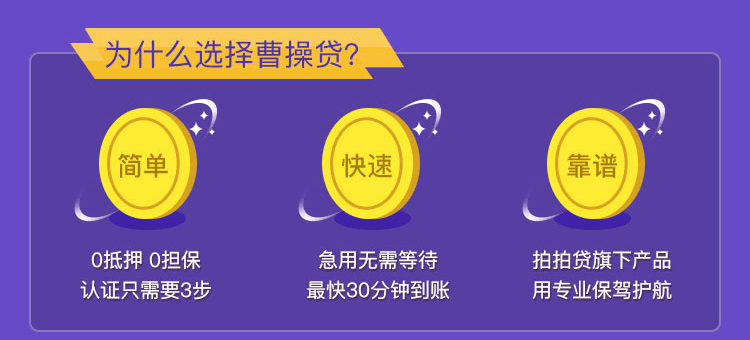 为什么选择曹操贷?
简单
快速
靠谱
0抵押 0担保
认证只需要3步
急用无需等待
最快30分钟到账
拍拍贷旗下产品
用专业保驾护航